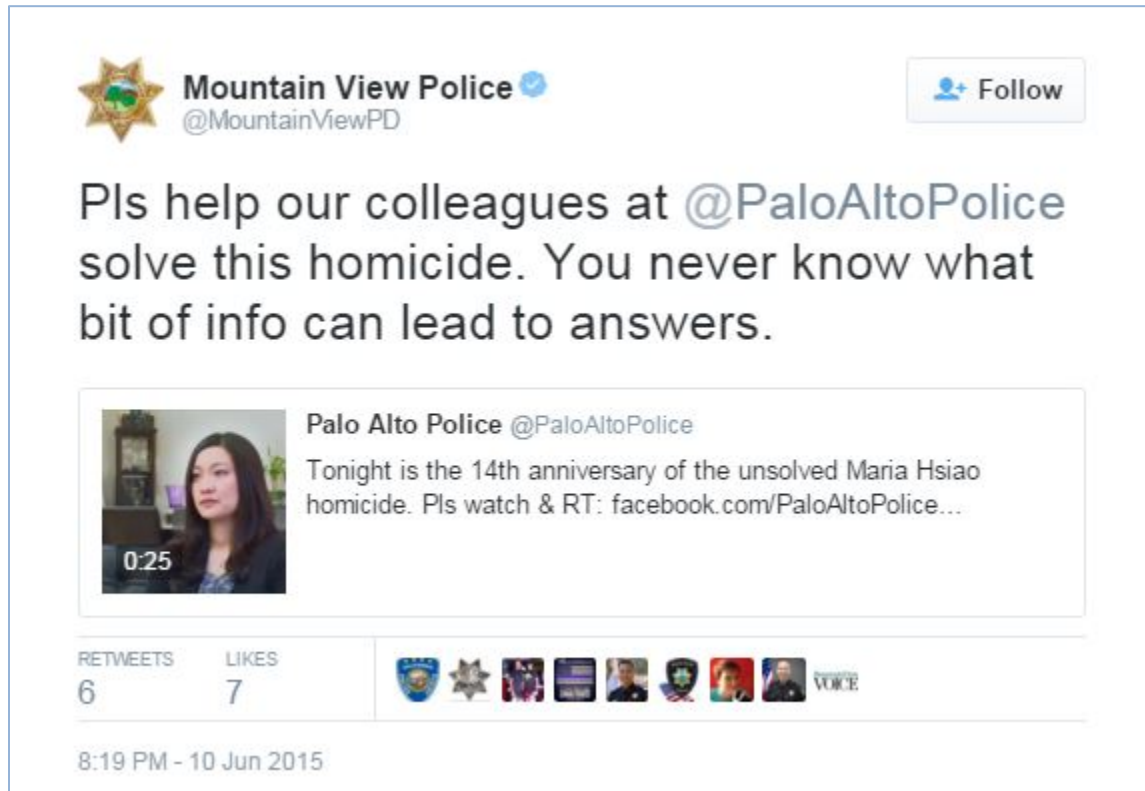 Mountain View Police
@MountainViewPD
Follow
Pls help our colleagues at @PaloAltoPolice
solve this homicide. You never know what
bit of info can lead to answers.
Palo Alto Police @PaloAltoPolice
Tonight is the 14th anniversary of the unsolved Maria Hsiao
homicide. Pls watch & RT: facebook.com/PaloAltoPolice...
0:25
RETWEETS LIKES
6 7
VOICE
8:19 PM - 10 Jun 2015